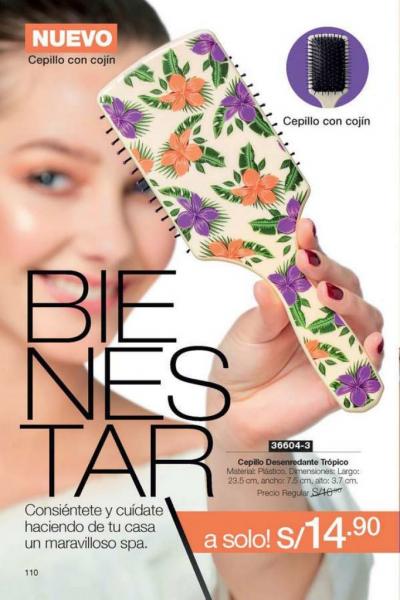 NUEVO
Cepillo con cojín
Cepillo con cojín
BIE
NES
TAR
Consiéntete y cuídate
haciendo de tu casa
un maravilloso spa.
36604-3
Cepillo Desenredante Trópico
Material: Plástico. Dimensiones: Largo:
23.5 cm, ancho: 7.5 cm, alto: 3.7 cm.
Precio Regular
a solo! S/14.90
110